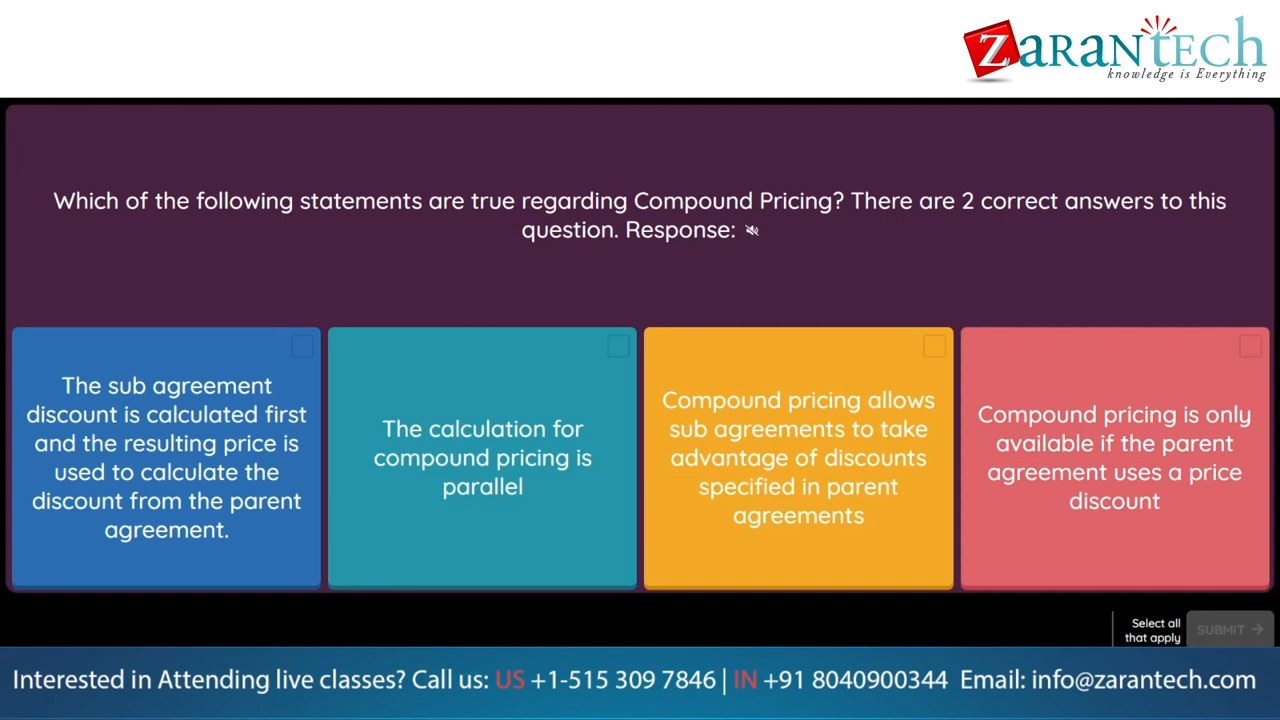 ZARANTECH
knowledge is Everything
Which of the following statements are true regarding Compound Pricing? There are 2 correct answers to this
question. Response:
The sub agreement
discount is calculated first
and the resulting price is
used to calculate the
discount from the parent
agreement.
The calculation for
compound pricing is
parallel
Compound pricing allows
sub agreements to take
advantage of discounts
specified in parent
agreements
Compound pricing is only
available if the parent
agreement uses a price
discount
Select all
that apply
SUBMIT →
Interested in Attending live classes? Call us: US +1-515 309 7846 | IN +91 8040900344 Email: info@zarantech.com